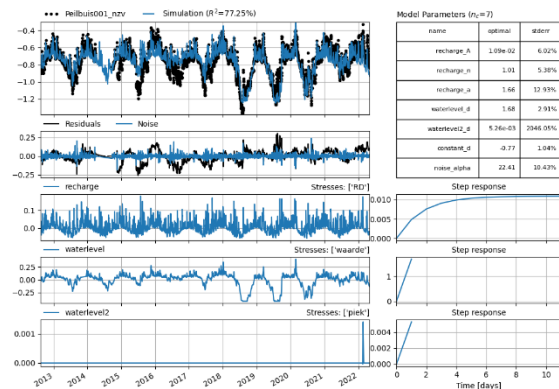 Peilbuis001_nzv Simulation (R²=77.25%)
−0.4
−0.6
−0.8
−1.0
−1.2
Residuals Noise
0.25
0.00
−0.25
recharge Stresses: ['RD']
0.1
0.0
waterlevel Stresses: ['waarde']
0.25
0.00
−0.25
waterlevel2 Stresses: ['piek']
0.001
0.000
2013 2014 2015 2016 2017 2018 2019 2020 2021 2022
Model Parameters (n_c=7)
name optimal stderr
recharge_A 1.09e-02 6.02%
recharge_n 1.01 5.38%
recharge_a 1.66 12.93%
waterlevel_d 1.68 2.91%
waterlevel2_d 5.26e-03 2046.05%
constant_d -0.77 1.04%
noise_alpha 22.41 10.43%
Step response
0.010
0.005
0.000
Step response
1
0
Step response
0.004
0.002
0.000
0 2 4 6 8 10
Time [days]